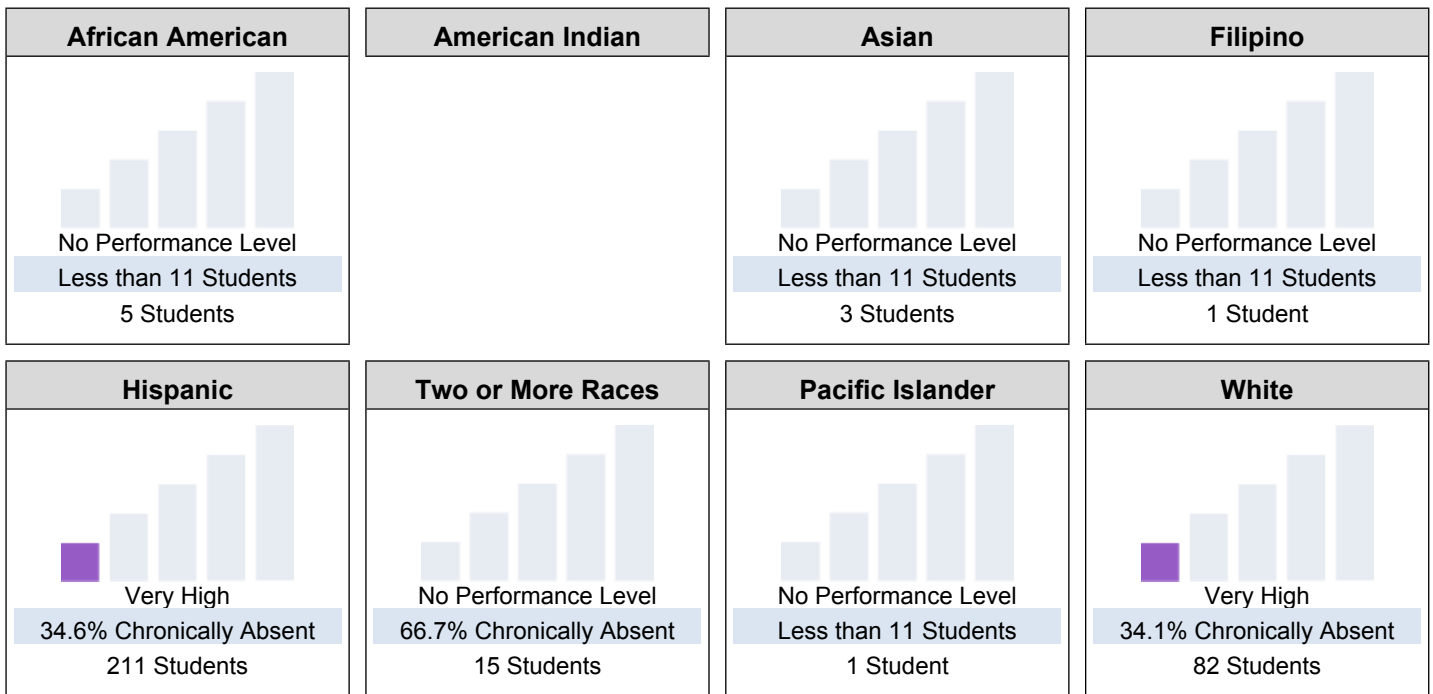 African American
No Performance Level
Less than 11 Students
5 Students
American Indian
Asian
No Performance Level
Less than 11 Students
3 Students
Filipino
No Performance Level
Less than 11 Students
1 Student
Hispanic
Very High
34.6% Chronically Absent
211 Students
Two or More Races
No Performance Level
66.7% Chronically Absent
15 Students
Pacific Islander
No Performance Level
Less than 11 Students
1 Student
White
Very High
34.1% Chronically Absent
82 Students